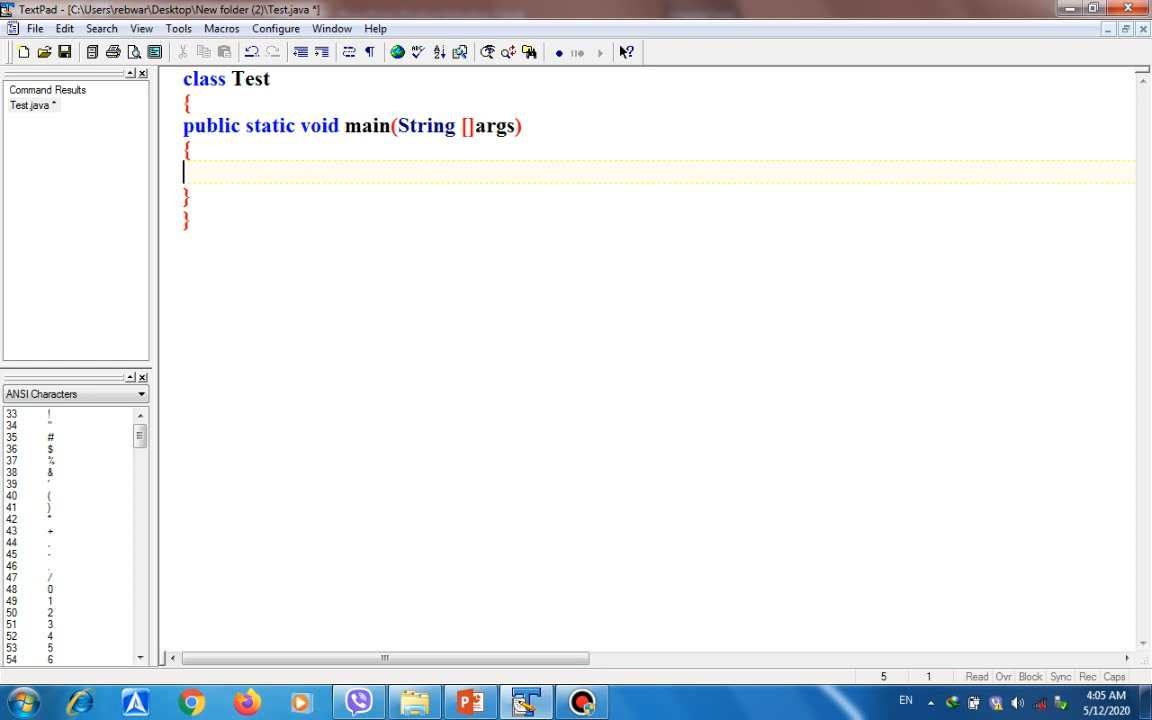 TextPad - [C:\Users\rebwar\Desktop\New folder (2)\Test.java *]
File Edit Search View Tools Macros Configure Window Help
Command Results
Test.java *
class Test
{
public static void main(String []args)
{
}
}
ANSI Characters
33 !
34 "
35 #
36 $
37 %
38 &
39 '
40 (
41 )
42 *
43 +
44 ,
45 -
46 .
47 /
48 0
49 1
50 2
51 3
52 4
53 5
54 6
5 1 Read Ovr Block Sync Rec Caps
EN
4:05 AM
5/12/2020